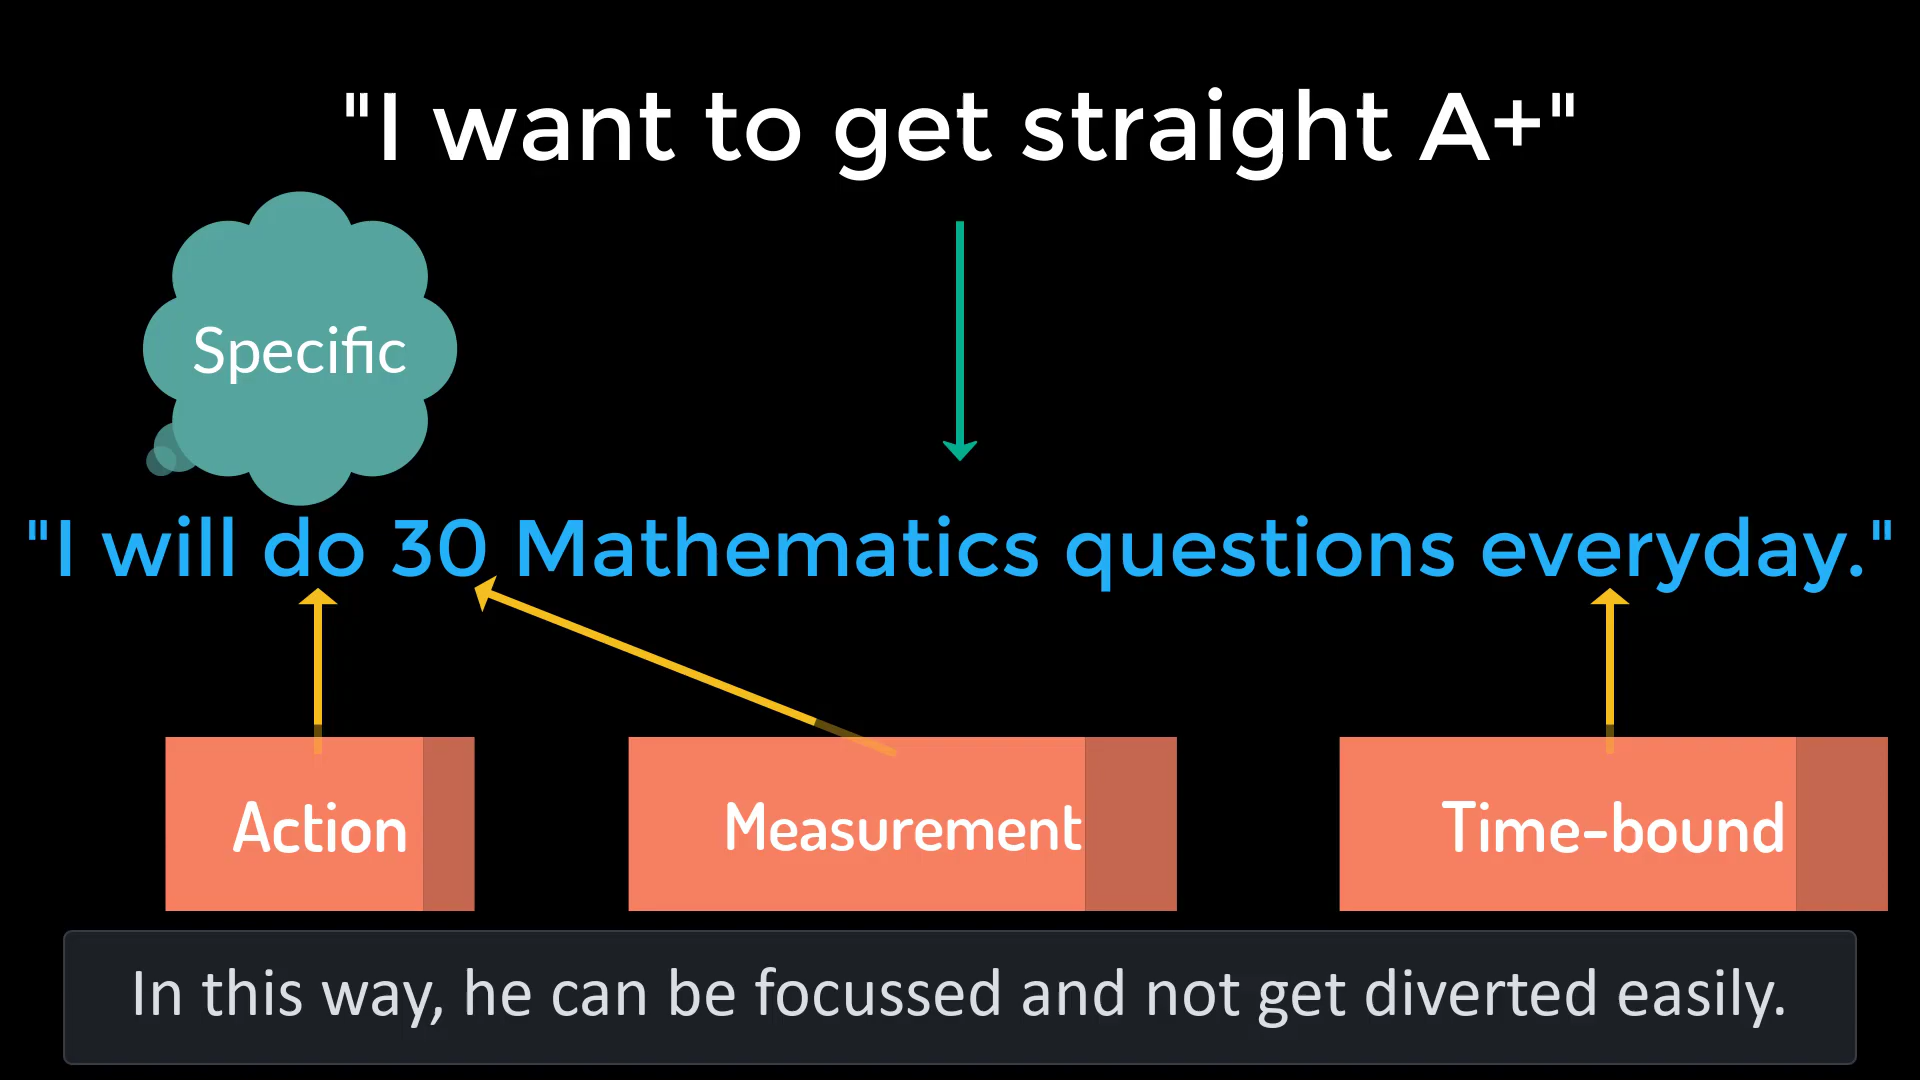 "I want to get straight A+"
Specific
"I will do 30 Mathematics questions everyday."
Action
Measurement
Time-bound
In this way, he can be focussed and not get diverted easily.